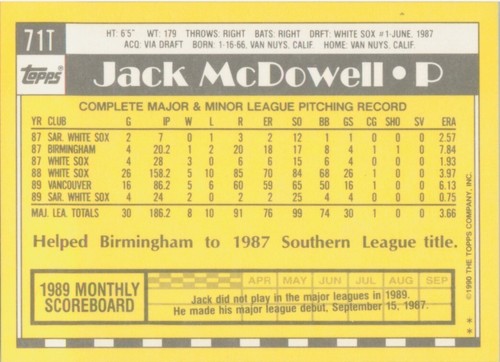 71T
HT: 6'5" WT: 179 THROWS: RIGHT BATS: RIGHT DRFT: WHITE SOX #1-JUNE, 1987
ACQ: VIA DRAFT BORN: 1-16-66, VAN NUYS, CALIF. HOME: VAN NUYS, CALIF.
Topps
Jack McDowell • P
COMPLETE MAJOR & MINOR LEAGUE PITCHING RECORD
YR CLUB G IP W L R ER SO BB GS CG SHO SV ERA
87 SAR. WHITE SOX 2 7 0 1 3 2 12 1 1 0 0 0 2.57
87 BIRMINGHAM 4 20.2 1 2 20 18 17 8 4 1 1 0 7.84
87 WHITE SOX 4 28 3 0 6 6 15 6 4 0 0 0 1.93
88 WHITE SOX 26 158.2 5 10 85 70 84 68 26 1 0 0 3.97
89 VANCOUVER 16 86.2 5 6 60 59 65 50 16 1 0 0 6.13
89 SAR. WHITE SOX 4 24 2 0 2 2 25 4 4 0 0 0 0.75
MAJ. LEA. TOTALS 30 186.2 8 10 91 76 99 74 30 1 0 0 3.66
Helped Birmingham to 1987 Southern League title.
1989 MONTHLY
SCOREBOARD
APR MAY JUN JUL AUG SEP
Jack did not play in the major leagues in 1989.
He made his major league debut, September 15, 1987.
©1990 THE TOPPS COMPANY, INC.
**